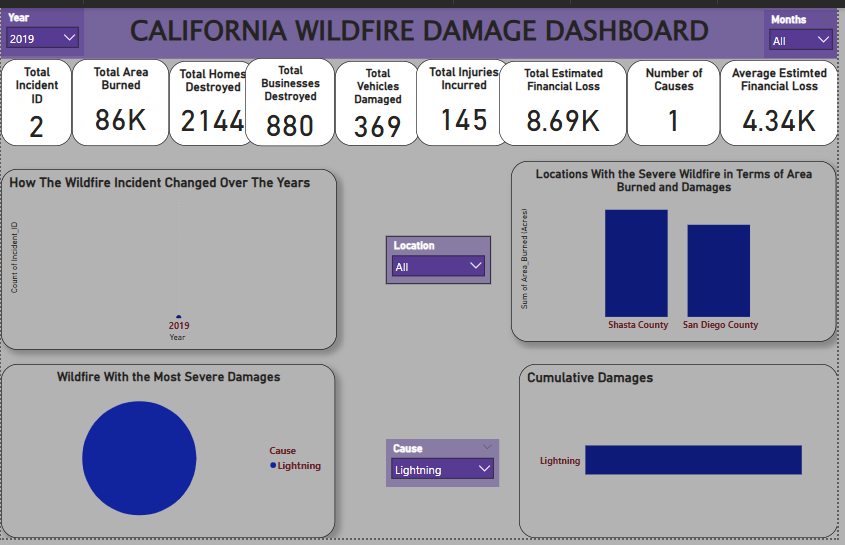 Year
2019
CALIFORNIA WILDFIRE DAMAGE DASHBOARD
Months
All
Total
Incident
ID
2
Total Area
Burned
86K
Total Homes
Destroyed
2144
Total
Businesses
Destroyed
880
Total
Vehicles
Damaged
369
Total Injuries
Incurred
145
Total Estimated
Financial Loss
8.69K
Number of
Causes
1
Average Estimted
Financial Loss
4.34K
How The Wildfire Incident Changed Over The Years
Count of Incident_ID
2019
Year
Location
All
Locations With the Severe Wildfire in Terms of Area
Burned and Damages
Sum of Area_Burned (Acres)
Shasta County
San Diego County
Wildfire With the Most Severe Damages
Cause
Lightning
Cause
Lightning
Cumulative Damages
Lightning